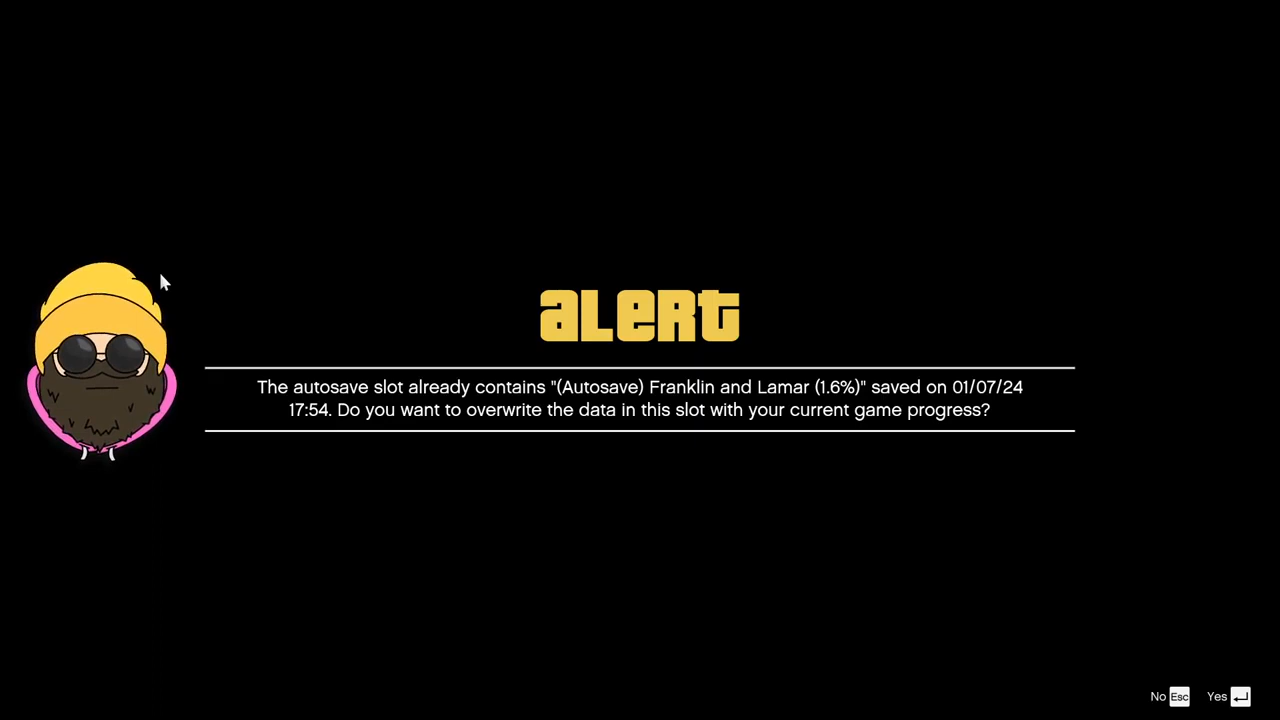 alert
The autosave slot already contains "(Autosave) Franklin and Lamar (1.6%)" saved on 01/07/24
17:54. Do you want to overwrite the data in this slot with your current game progress?
No Esc Yes